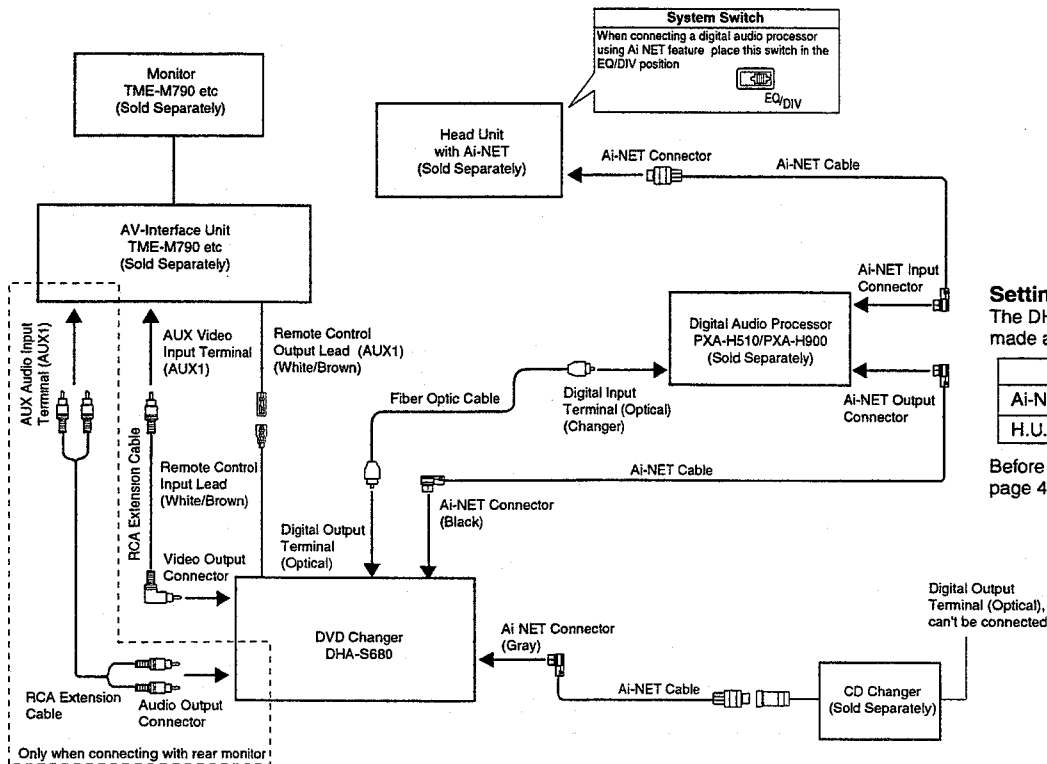 System Switch
When connecting a digital audio processor
using Ai NET feature place this switch in the
EQ/DIV position
EQ/DIV
Monitor
TME-M790 etc
(Sold Separately)
Head Unit
with Ai-NET
(Sold Separately)
Ai-NET Connector
Ai-NET Cable
AV-Interface Unit
TME-M790 etc
(Sold Separately)
Ai-NET Input
Connector
AUX Audio Input
Terminal (AUX1)
AUX Video
Input Terminal
(AUX1)
Remote Control
Output Lead (AUX1)
(White/Brown)
Digital Audio Processor
PXA-H510/PXA-H900
(Sold Separately)
Fiber Optic Cable
Digital Input
Terminal (Optical)
(Changer)
Ai-NET Output
Connector
RCA Extension Cable
Remote Control
Input Lead
(White/Brown)
Ai-NET Cable
Ai-NET Connector
(Black)
Digital Output
Terminal
(Optical)
Video Output
Connector
DVD Changer
DHA-S680
Ai NET Connector
(Gray)
Ai-NET Cable
CD Changer
(Sold Separately)
Digital Output
Terminal (Optical),
can't be connected
RCA Extension
Cable
Audio Output
Connector
Only when connecting with rear monitor
Settin
The DH
made a
Ai-N
H.U.
Before
page 4